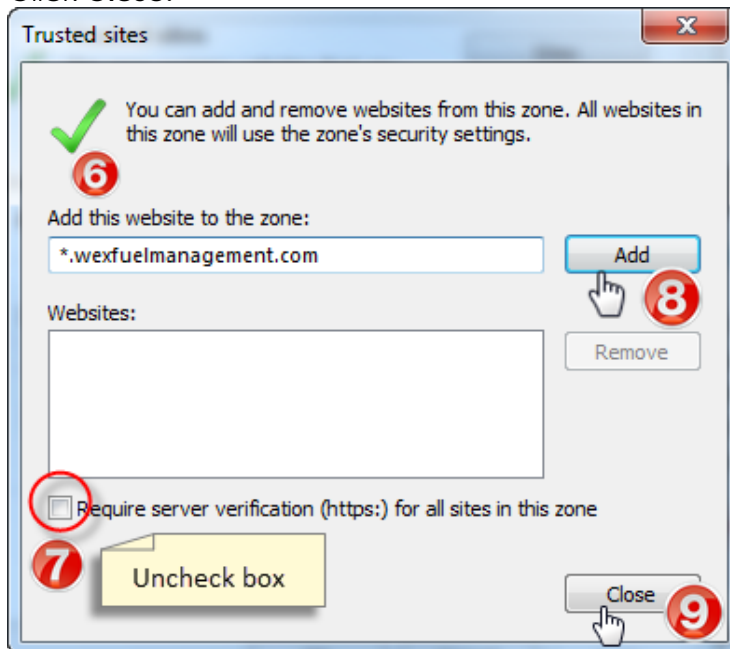 Click Close.
Trusted sites
You can add and remove websites from this zone. All websites in
this zone will use the zone's security settings.
6
Add this website to the zone:
*.wexfuelmanagement.com
Add
8
Websites:
Remove
Require server verification (https:) for all sites in this zone
7
Uncheck box
Close
9